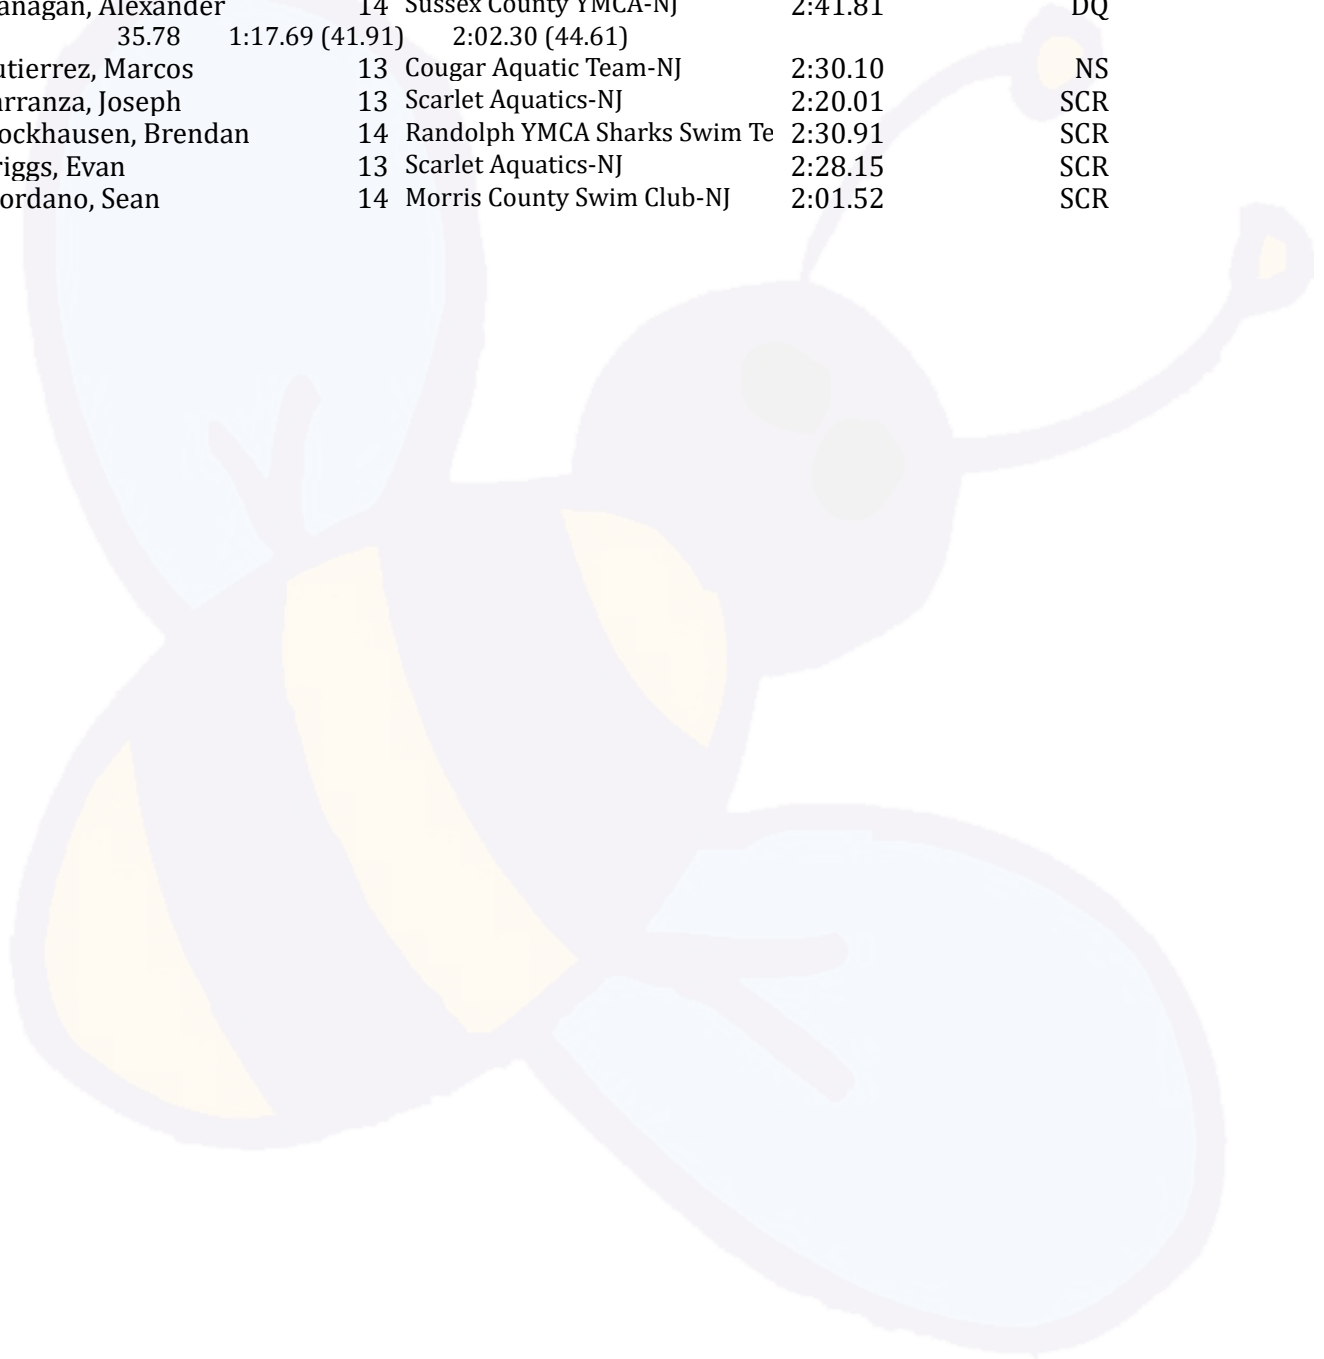 anagan, Alexander 14 Sussex County YMCA-NJ 2:41.81 DQ
35.78 1:17.69 (41.91) 2:02.30 (44.61)
utierrez, Marcos 13 Cougar Aquatic Team-NJ 2:30.10 NS
arranza, Joseph 13 Scarlet Aquatics-NJ 2:20.01 SCR
ockhausen, Brendan 14 Randolph YMCA Sharks Swim Te 2:30.91 SCR
riggs, Evan 13 Scarlet Aquatics-NJ 2:28.15 SCR
ordano, Sean 14 Morris County Swim Club-NJ 2:01.52 SCR